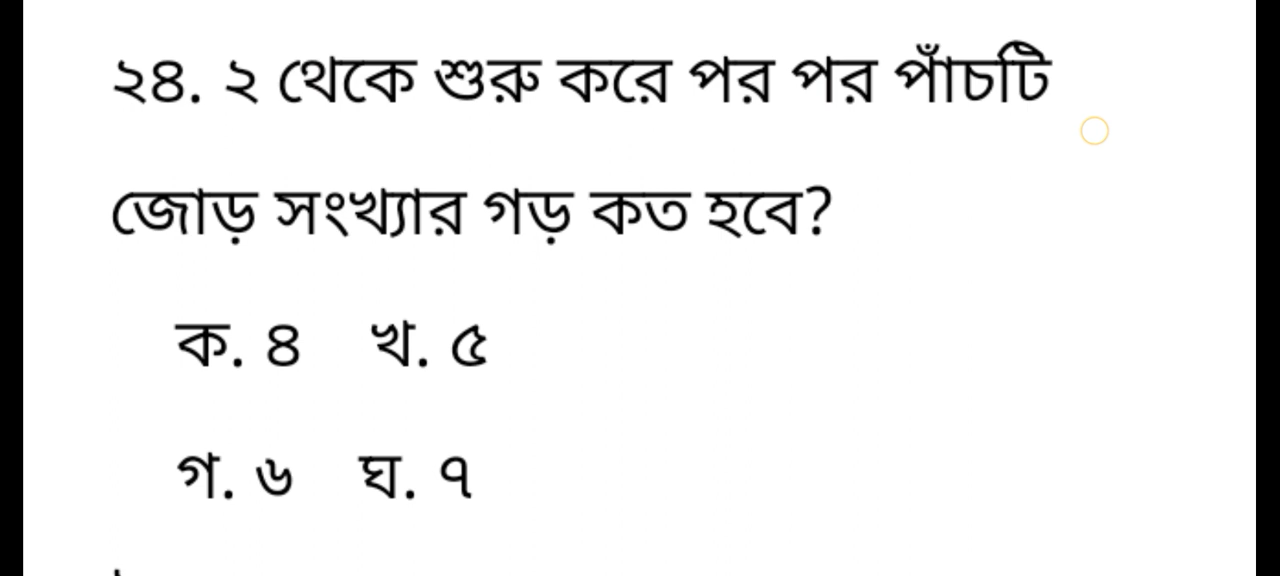 ২৪. ২ থেকে শুরু করে পর পর পাঁচটি
জোড় সংখ্যার গড় কত হবে?
ক. ৪ খ. ৫
গ. ৬ ঘ. ৭